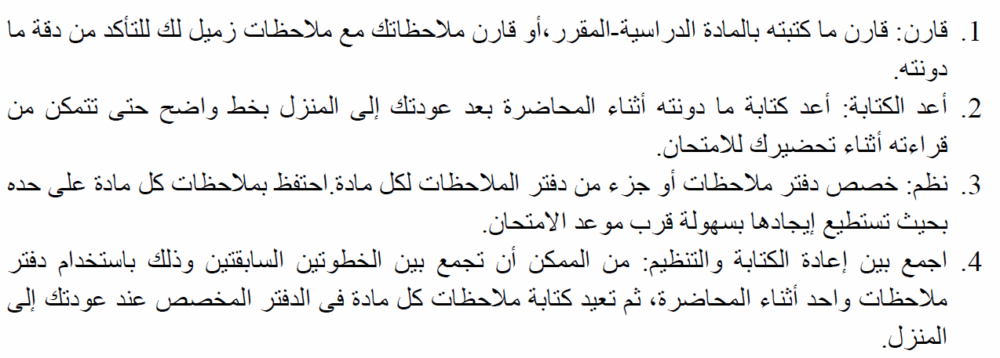 1. قارن: قارن ما كتبته بالمادة الدراسية-المقرر،أو قارن ملاحظاتك مع ملاحظات زميل لك للتأكد من دقة ما
دونته.
2. أعد الكتابة: أعد كتابة ما دونته أثناء المحاضرة بعد عودتك إلى المنزل بخط واضح حتى تتمكن من
قراءته أثناء تحضيرك للامتحان.
3. نظم: خصص دفتر ملاحظات أو جزء من دفتر الملاحظات لكل مادة.احتفظ بملاحظات كل مادة على حده
بحيث تستطيع إيجادها بسهولة قرب موعد الامتحان.
4. اجمع بين إعادة الكتابة والتنظيم: من الممكن أن تجمع بين الخطوتين السابقتين وذلك باستخدام دفتر
ملاحظات واحد أثناء المحاضرة، ثم تعيد كتابة ملاحظات كل مادة فى الدفتر المخصص عند عودتك إلى
المنزل.